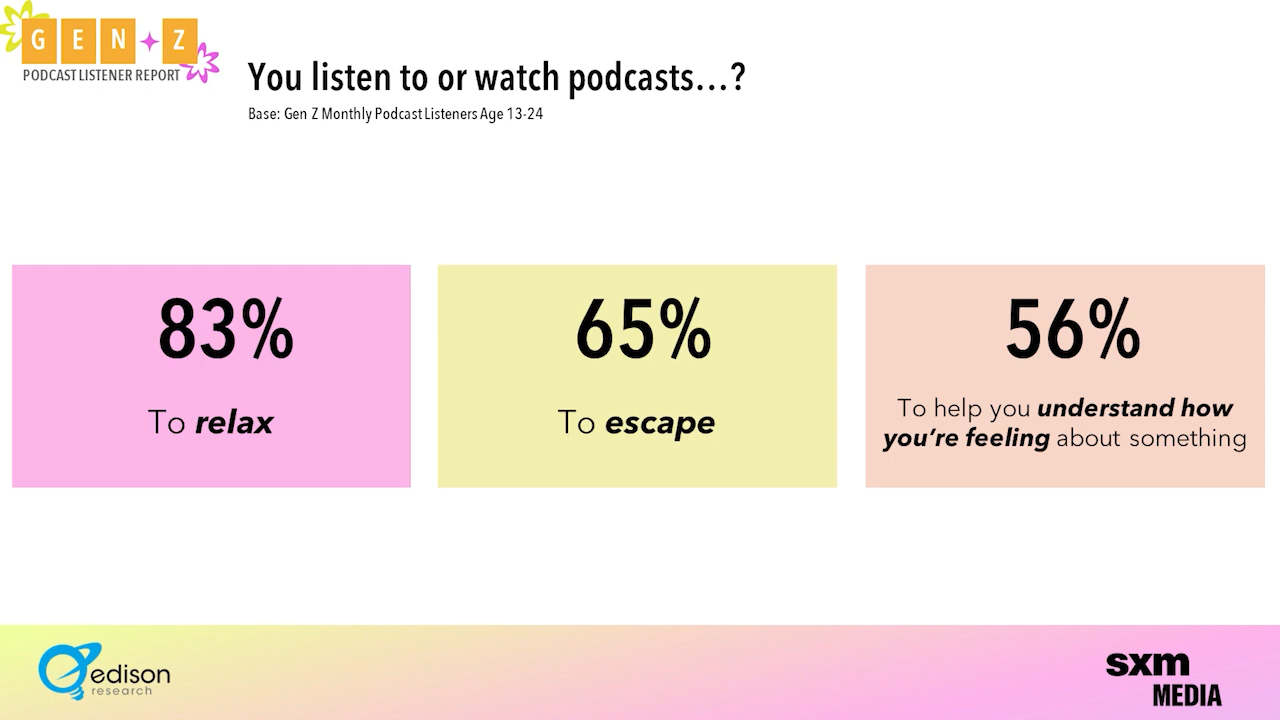 GEN Z
PODCAST LISTENER REPORT
You listen to or watch podcasts…?
Base: Gen Z Monthly Podcast Listeners Age 13-24
83%
To relax
65%
To escape
56%
To help you understand how
you’re feeling about something
edison
research
sxm
MEDIA